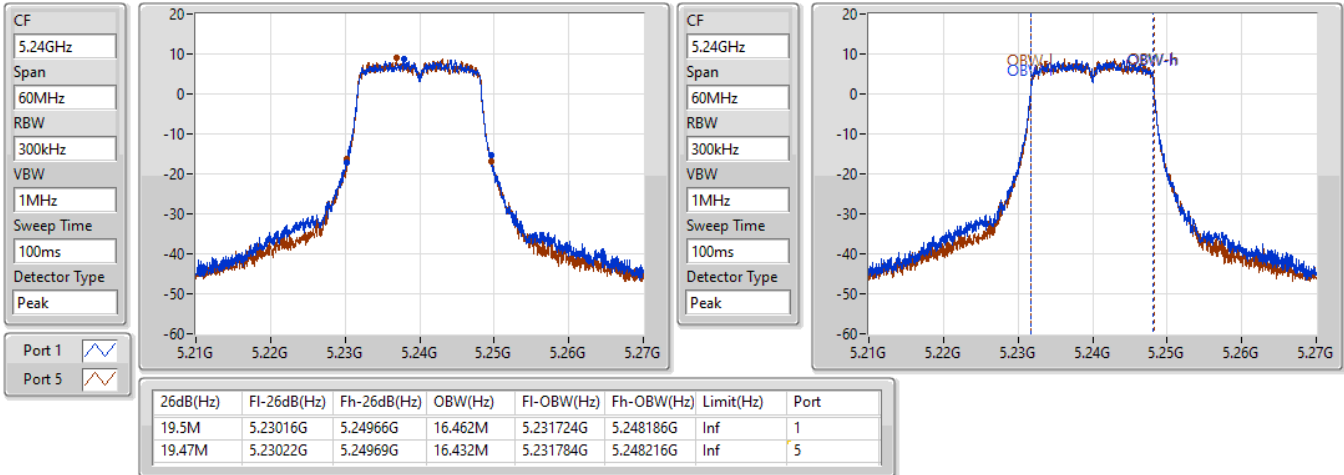 CF
5.24GHz
Span
60MHz
RBW
300kHz
VBW
1MHz
Sweep Time
100ms
Detector Type
Peak
Port 1
Port 5
20
10
0
-10
-20
-30
-40
-50
-60
5.21G 5.22G 5.23G 5.24G 5.25G 5.26G 5.27G
CF
5.24GHz
Span
60MHz
RBW
300kHz
VBW
1MHz
Sweep Time
100ms
Detector Type
Peak
20
10
0
-10
-20
-30
-40
-50
-60
OBW-h
5.21G 5.22G 5.23G 5.24G 5.25G 5.26G 5.27G
26dB(Hz) Fl-26dB(Hz) Fh-26dB(Hz) OBW(Hz) Fl-OBW(Hz) Fh-OBW(Hz) Limit(Hz) Port
19.5M 5.23016G 5.24966G 16.462M 5.231724G 5.248186G Inf 1
19.47M 5.23022G 5.24969G 16.432M 5.231784G 5.248216G Inf 5